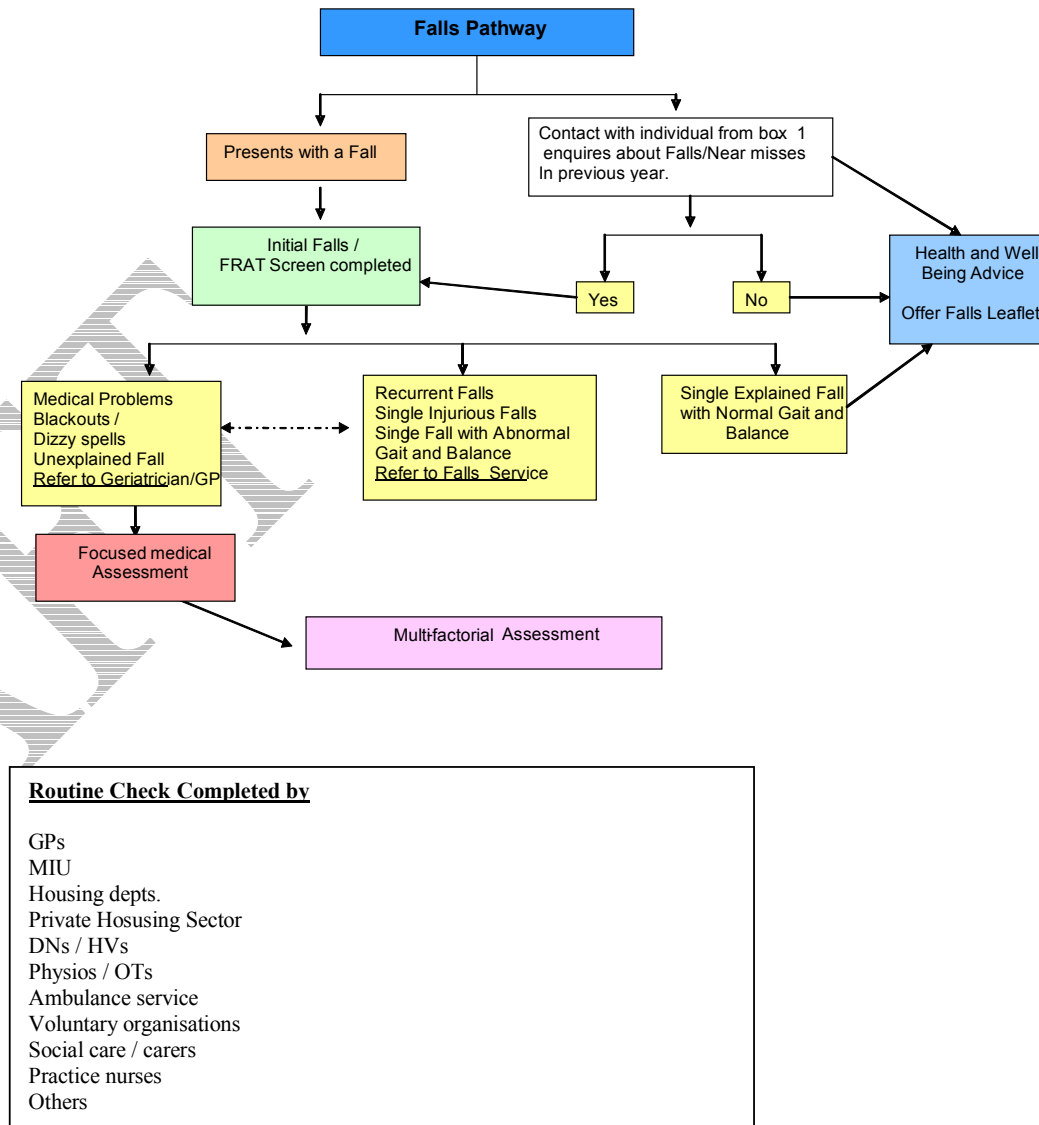 Falls Pathway
Presents with a Fall
Contact with individual from box 1
enquires about Falls/Near misses
In previous year.
Initial Falls /
FRAT Screen completed
Yes
No
Health and Well
Being Advice
Offer Falls Leaflet
Medical Problems
Blackouts /
Dizzy spells
Unexplained Fall
Refer to Geriatrician/GP
Recurrent Falls
Single Injurious Falls
Single Fall with Abnormal
Gait and Balance
Refer to Falls Service
Single Explained Fall
with Normal Gait and
Balance
Focused medical
Assessment
Multi-factorial Assessment
Routine Check Completed by
GPs
MIU
Housing depts.
Private Hosusing Sector
DNs / HVs
Physios / OTs
Ambulance service
Voluntary organisations
Social care / carers
Practice nurses
Others